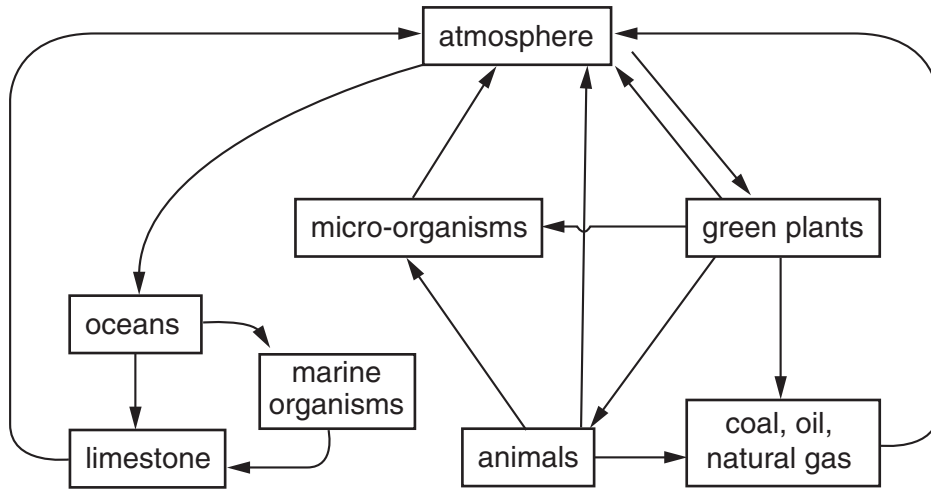 atmosphere
micro-organisms
green plants
oceans
marine
organisms
limestone
animals
coal, oil,
natural gas